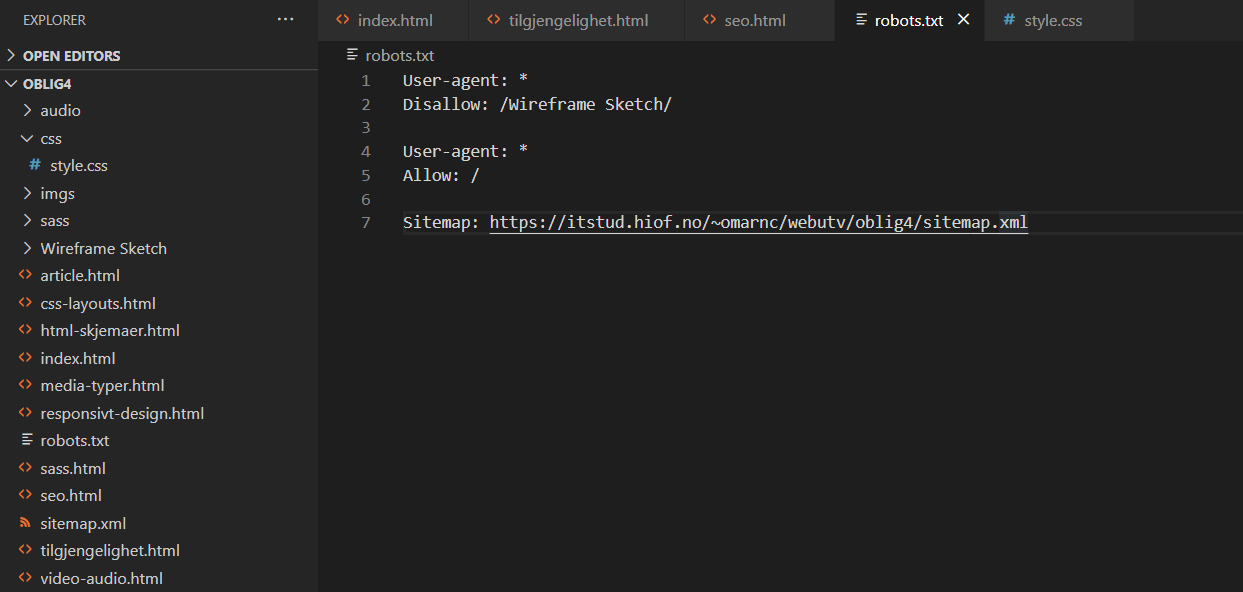 EXPLORER
OPEN EDITORS
OBLIG4
audio
css
# style.css
imgs
sass
Wireframe Sketch
article.html
css-layouts.html
html-skjemaer.html
index.html
media-typer.html
responsivt-design.html
robots.txt
sass.html
seo.html
sitemap.xml
tilgjengelighet.html
video-audio.html
index.html tilgjengelighet.html seo.html robots.txt # style.css
robots.txt
1 User-agent: *
2 Disallow: /Wireframe Sketch/
3
4 User-agent: *
5 Allow: /
6
7 Sitemap: https://itstud.hiof.no/~omarnc/webutv/oblig4/sitemap.xml